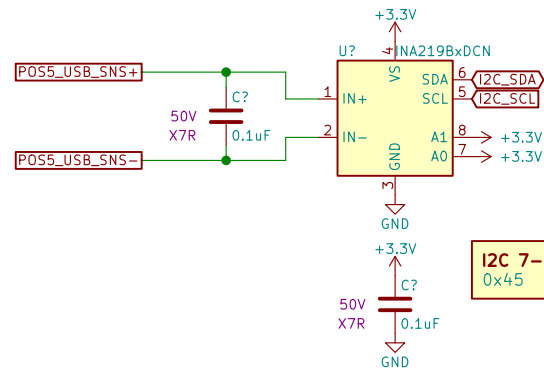 +3.3V
U? INA219BxDCN
4
VS
POS5_USB_SNS+
SDA 6 I2C_SDA
C?
1 IN+
SCL 5 I2C_SCL
50V
X7R
0.1uF
2 IN-
A1 8 +3.3V
A0 7 +3.3V
POS5_USB_SNS-
GND
3
GND
+3.3V
I2C 7-
0x45
C?
50V
X7R
0.1uF
GND